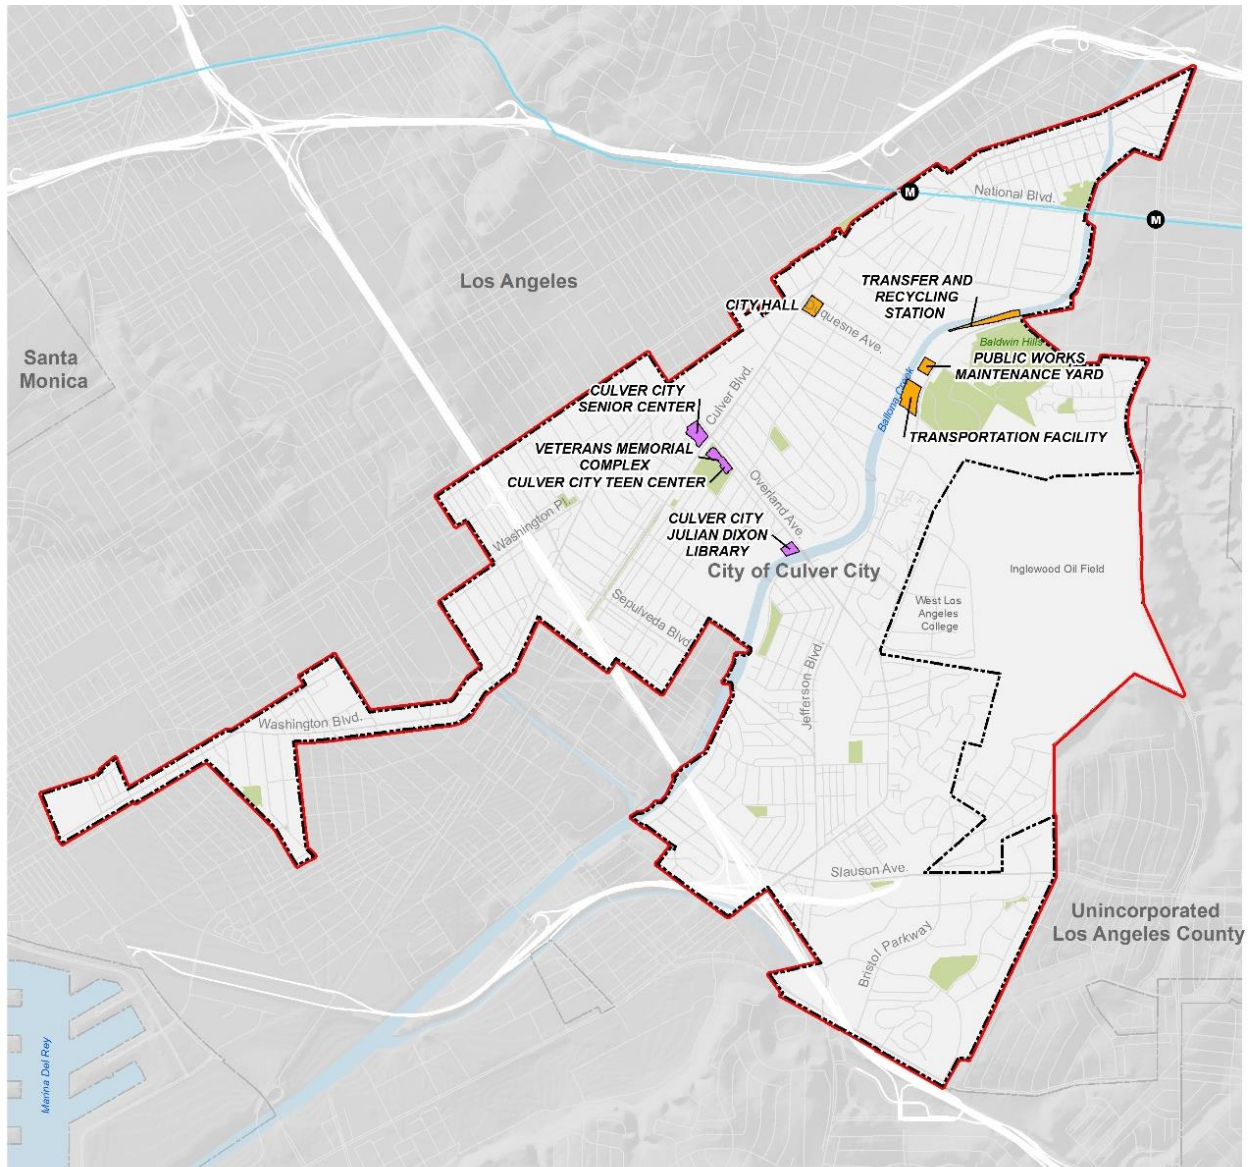 M
National Blvd.
M
Los Angeles
TRANSFER AND
RECYCLING
STATION
CITY HALL
quesne Ave.
Baldwin Hills
Santa
Monica
PUBLIC WORKS
MAINTENANCE YARD
Culver Blvd.
Ballona Creek
CULVER CITY
SENIOR CENTER
TRANSPORTATION FACILITY
VETERANS MEMORIAL
COMPLEX
CULVER CITY TEEN CENTER
Overland Ave.
Washington Pl.
CULVER CITY
JULIAN DIXON
LIBRARY
City of Culver City
Inglewood Oil Field
West Los
Angeles
College
Sepulveda Blvd.
Jefferson Blvd.
Washington Blvd.
Slauson Ave.
Unincorporated
Los Angeles County
Bristol Parkway
Marina Del Rey